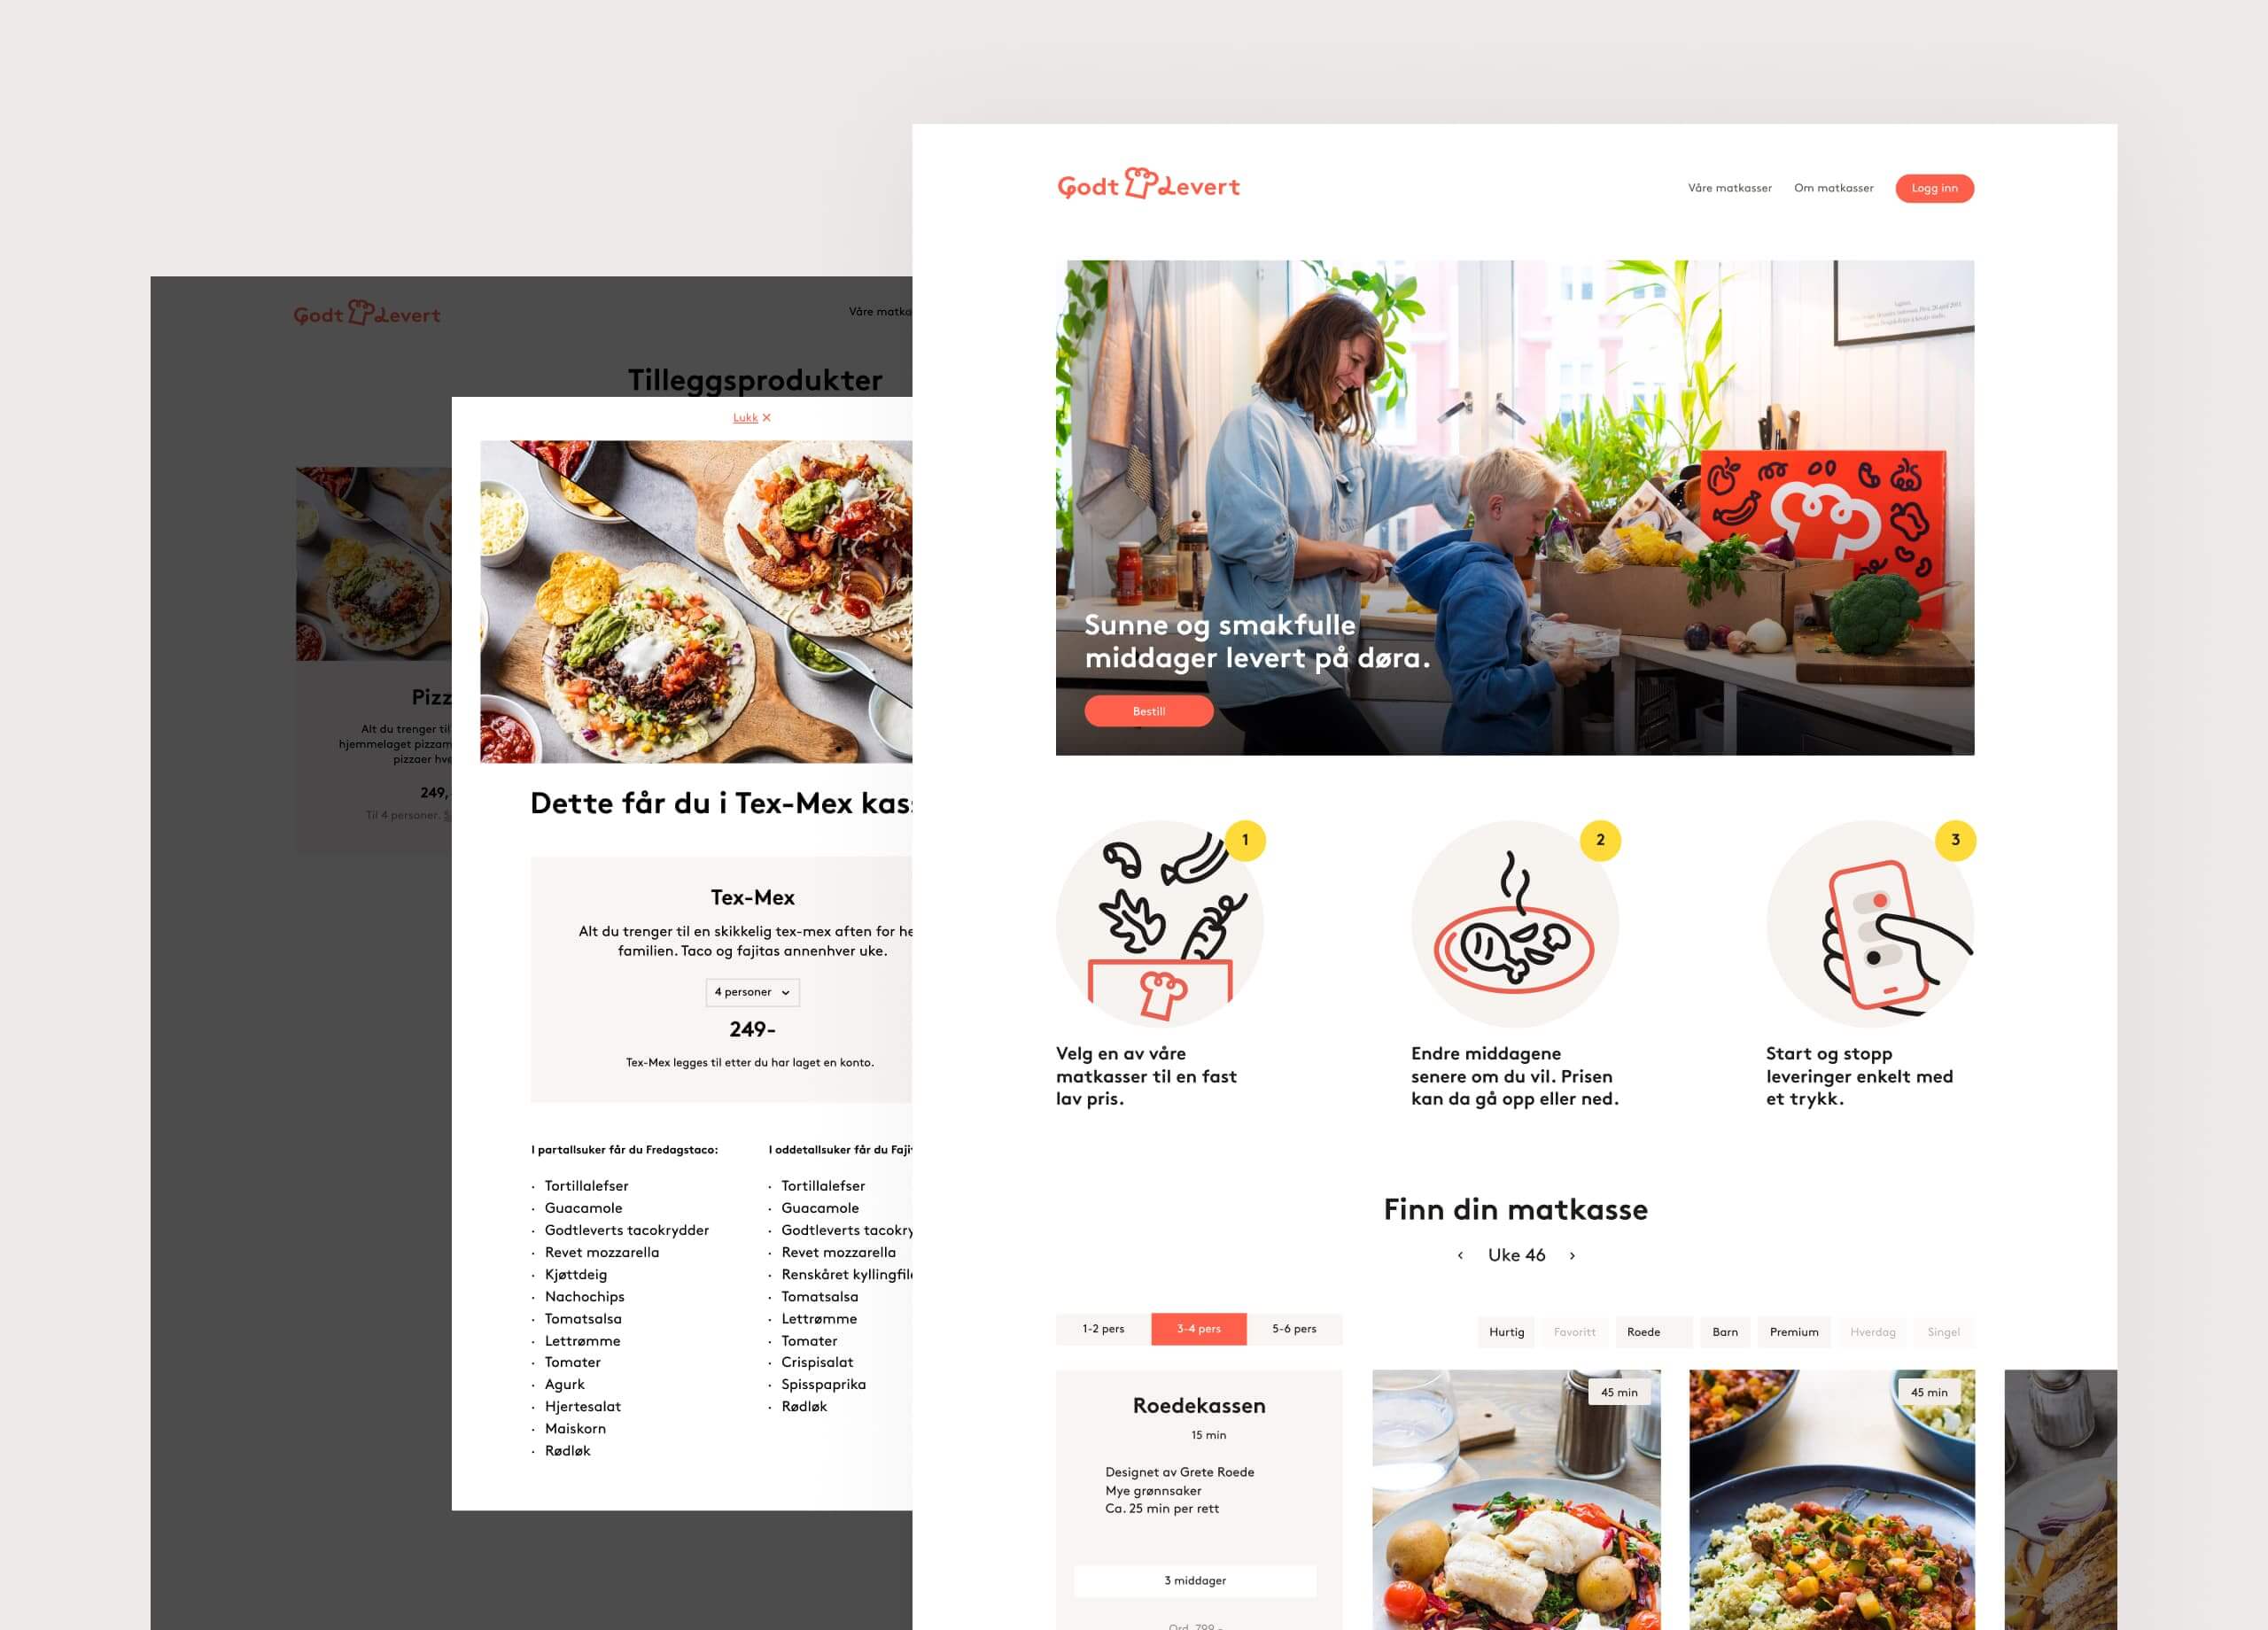 Godt Levert
Våre matka
Tilleggsprodukter
Pizz
Alt du trenger til
hjemmelaget pizzam
pizzaer hve
249,
Til 4 personer.
Lukk ×
Dette får du i Tex-Mex kass
Tex-Mex
Alt du trenger til en skikkelig tex-mex aften for he
familien. Taco og fajitas annenhver uke.
4 personer
249-
Tex-Mex legges til etter du har laget en konto.
I partallsuker får du Fredagstaco:
· Tortillalefser
· Guacamole
· Godtleverts tacokrydder
· Revet mozzarella
· Kjøttdeig
· Nachochips
· Tomatsalsa
· Lettrømme
· Tomater
· Agurk
· Hjertesalat
· Maiskorn
· Rødløk
I oddetallsuker får du Faji
· Tortillalefser
· Guacamole
· Godtleverts tacokry
· Revet mozzarella
· Renskåret kyllingfil
· Tomatsalsa
· Lettrømme
· Tomater
· Crispisalat
· Spisspaprika
· Rødløk
Godt Levert
Våre matkasser Om matkasser Logg inn
Sunne og smakfulle
middager levert på døra.
Bestill
1
Velg en av våre
matkasser til en fast
lav pris.
2
Endre middagene
senere om du vil. Prisen
kan da gå opp eller ned.
3
Start og stopp
leveringer enkelt med
et trykk.
Finn din matkasse
‹ Uke 46 ›
1-2 pers 3-4 pers 5-6 pers
Hurtig Favoritt Roede Barn Premium Hverdag Singel
Roedekassen
15 min
Designet av Grete Roede
Mye grønnsaker
Ca. 25 min per rett
3 middager
Ord. 799,-
45 min
45 min